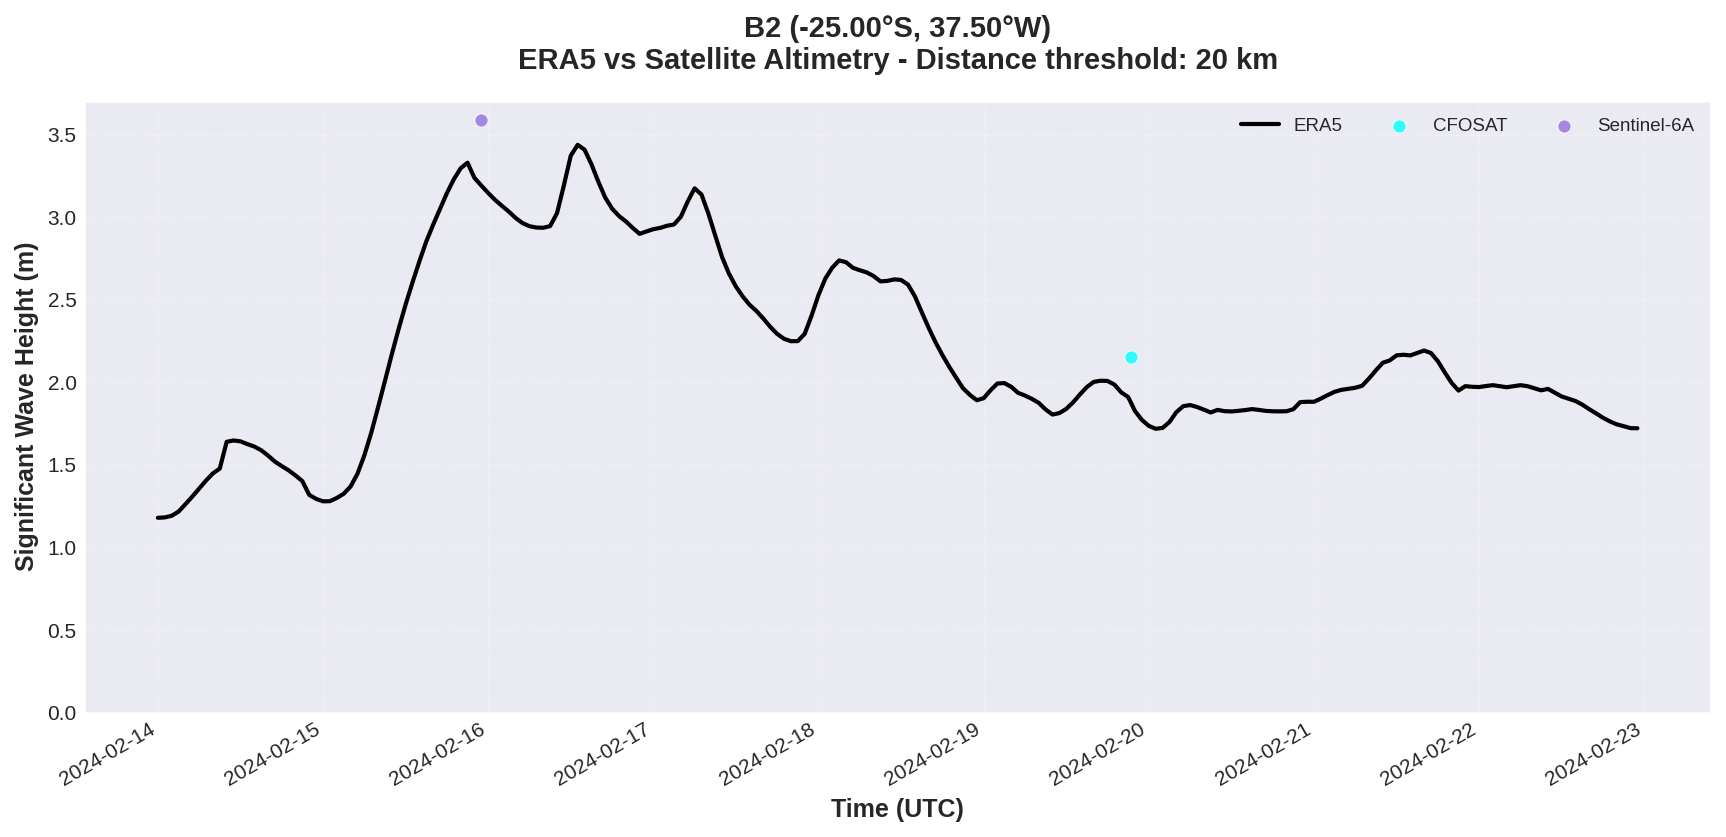 B2 (-25.00°S, 37.50°W)
ERA5 vs Satellite Altimetry - Distance threshold: 20 km
ERA5
CFOSAT
Sentinel-6A
Significant Wave Height (m)
3.5
3.0
2.5
2.0
1.5
1.0
0.5
0.0
2024-02-14
2024-02-15
2024-02-16
2024-02-17
2024-02-18
2024-02-19
2024-02-20
2024-02-21
2024-02-22
2024-02-23
Time (UTC)